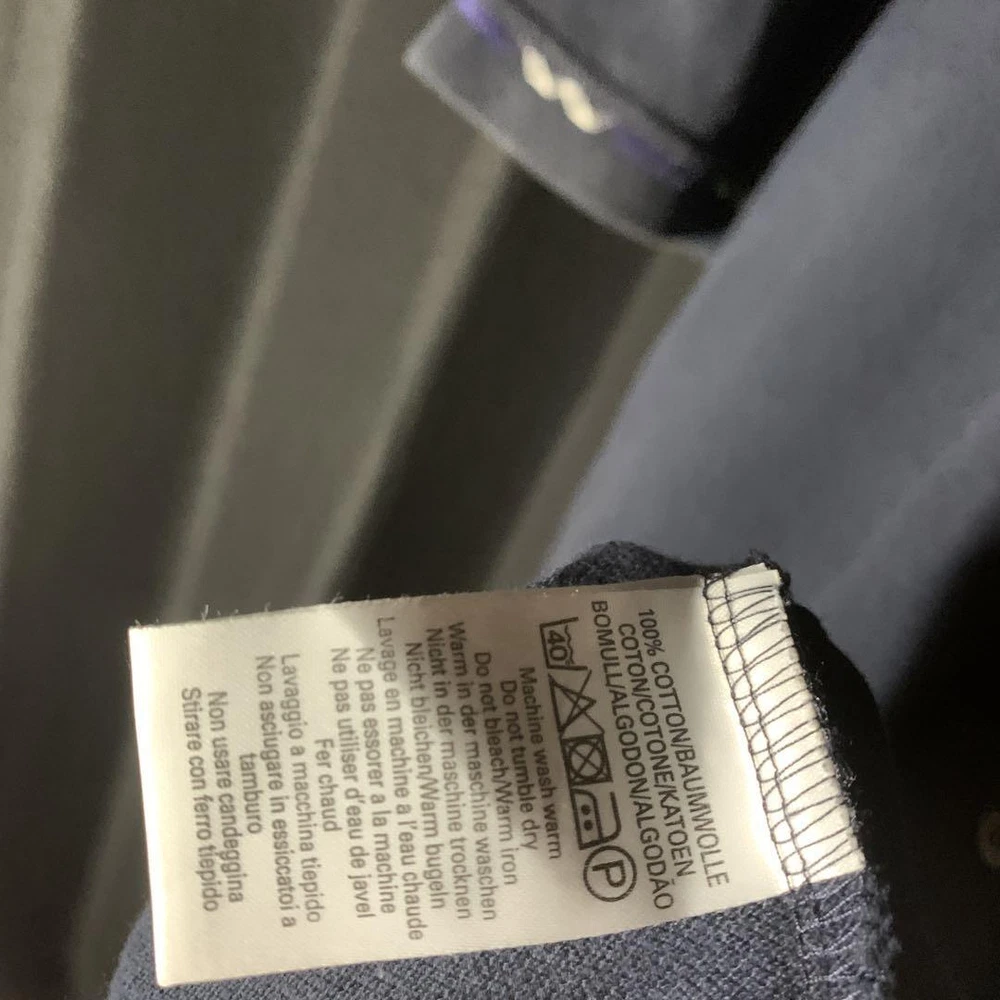 100% COTTON/BAUMWOLLE
COTON/COTONE/KATOEN
BOMULL/ALGODON/ALGODÃO
40
P
Machine wash warm
Do not tumble dry
Do not bleach/Warm iron
Warm in der maschine waschen
Nicht in der maschine trocknen
Nicht bleichen/Warm bugeln
Lavage en machine a l'eau chaude
Ne pas essorer a la machine
Ne pas utiliser d'eau de javel
Fer chaud
Lavaggio a macchina tiepido
Non asciugare in essiccatoi a
tamburo
Non usare candeggina
Stirare con ferro tiepido